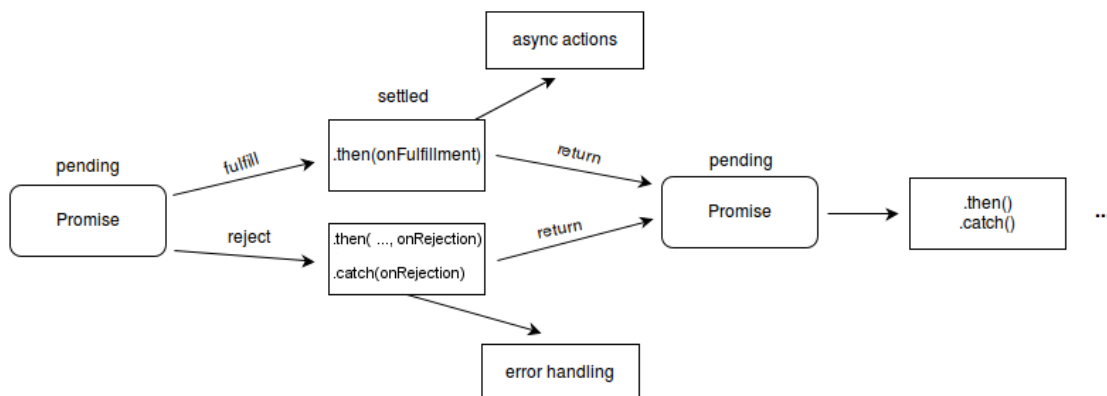 async actions
settled
.then(onFulfillment)
fulfill
return
pending
Promise
pending
Promise
.then()
.catch()
...
reject
.then( ..., onRejection)
.catch(onRejection)
return
error handling